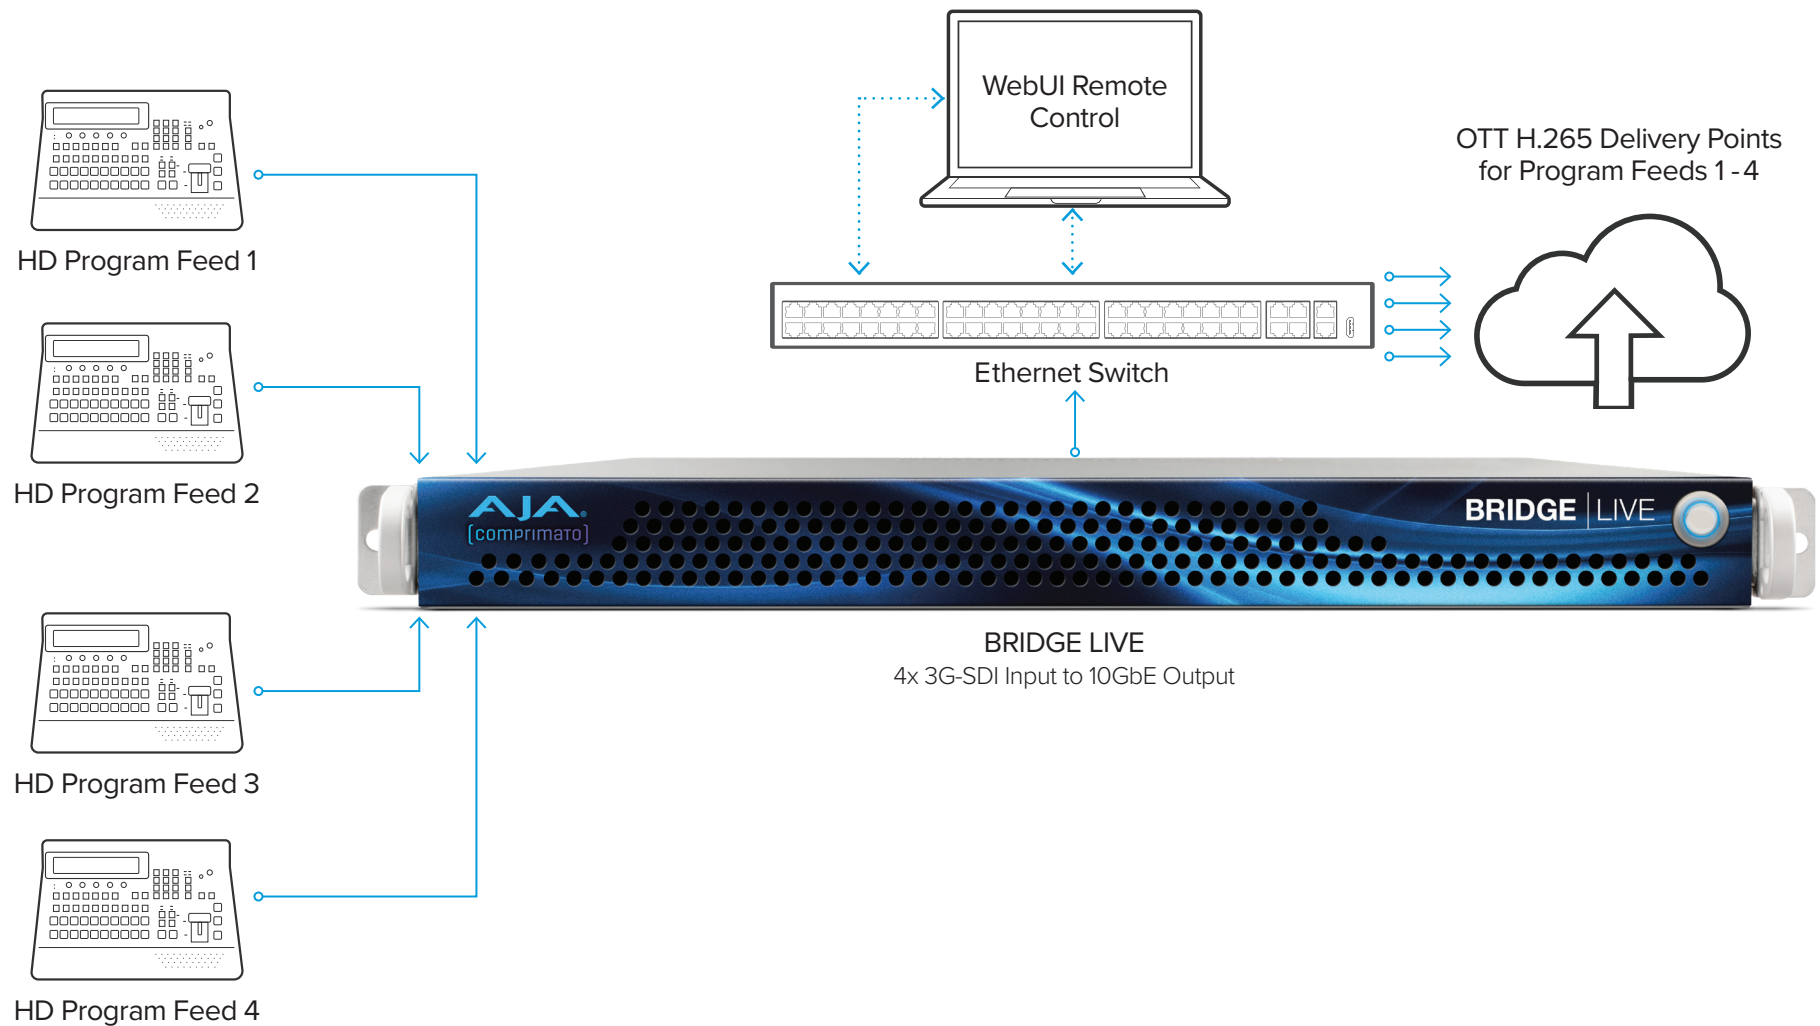 WebUI Remote
Control
OTT H.265 Delivery Points
for Program Feeds 1 - 4
HD Program Feed 1
Ethernet Switch
HD Program Feed 2
AJA
[comprimato]
BRIDGE | LIVE
BRIDGE LIVE
4x 3G-SDI Input to 10GbE Output
HD Program Feed 3
HD Program Feed 4